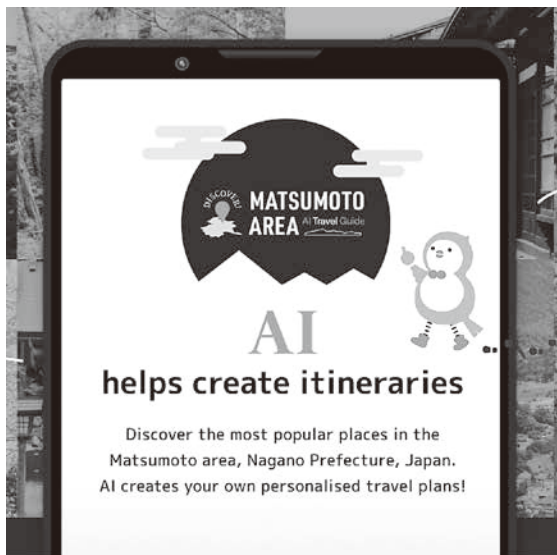 DISCOVER!
MATSUMOTO
AREA AI Travel Guide
AI
helps create itineraries
Discover the most popular places in the
Matsumoto area, Nagano Prefecture, Japan.
AI creates your own personalised travel plans!